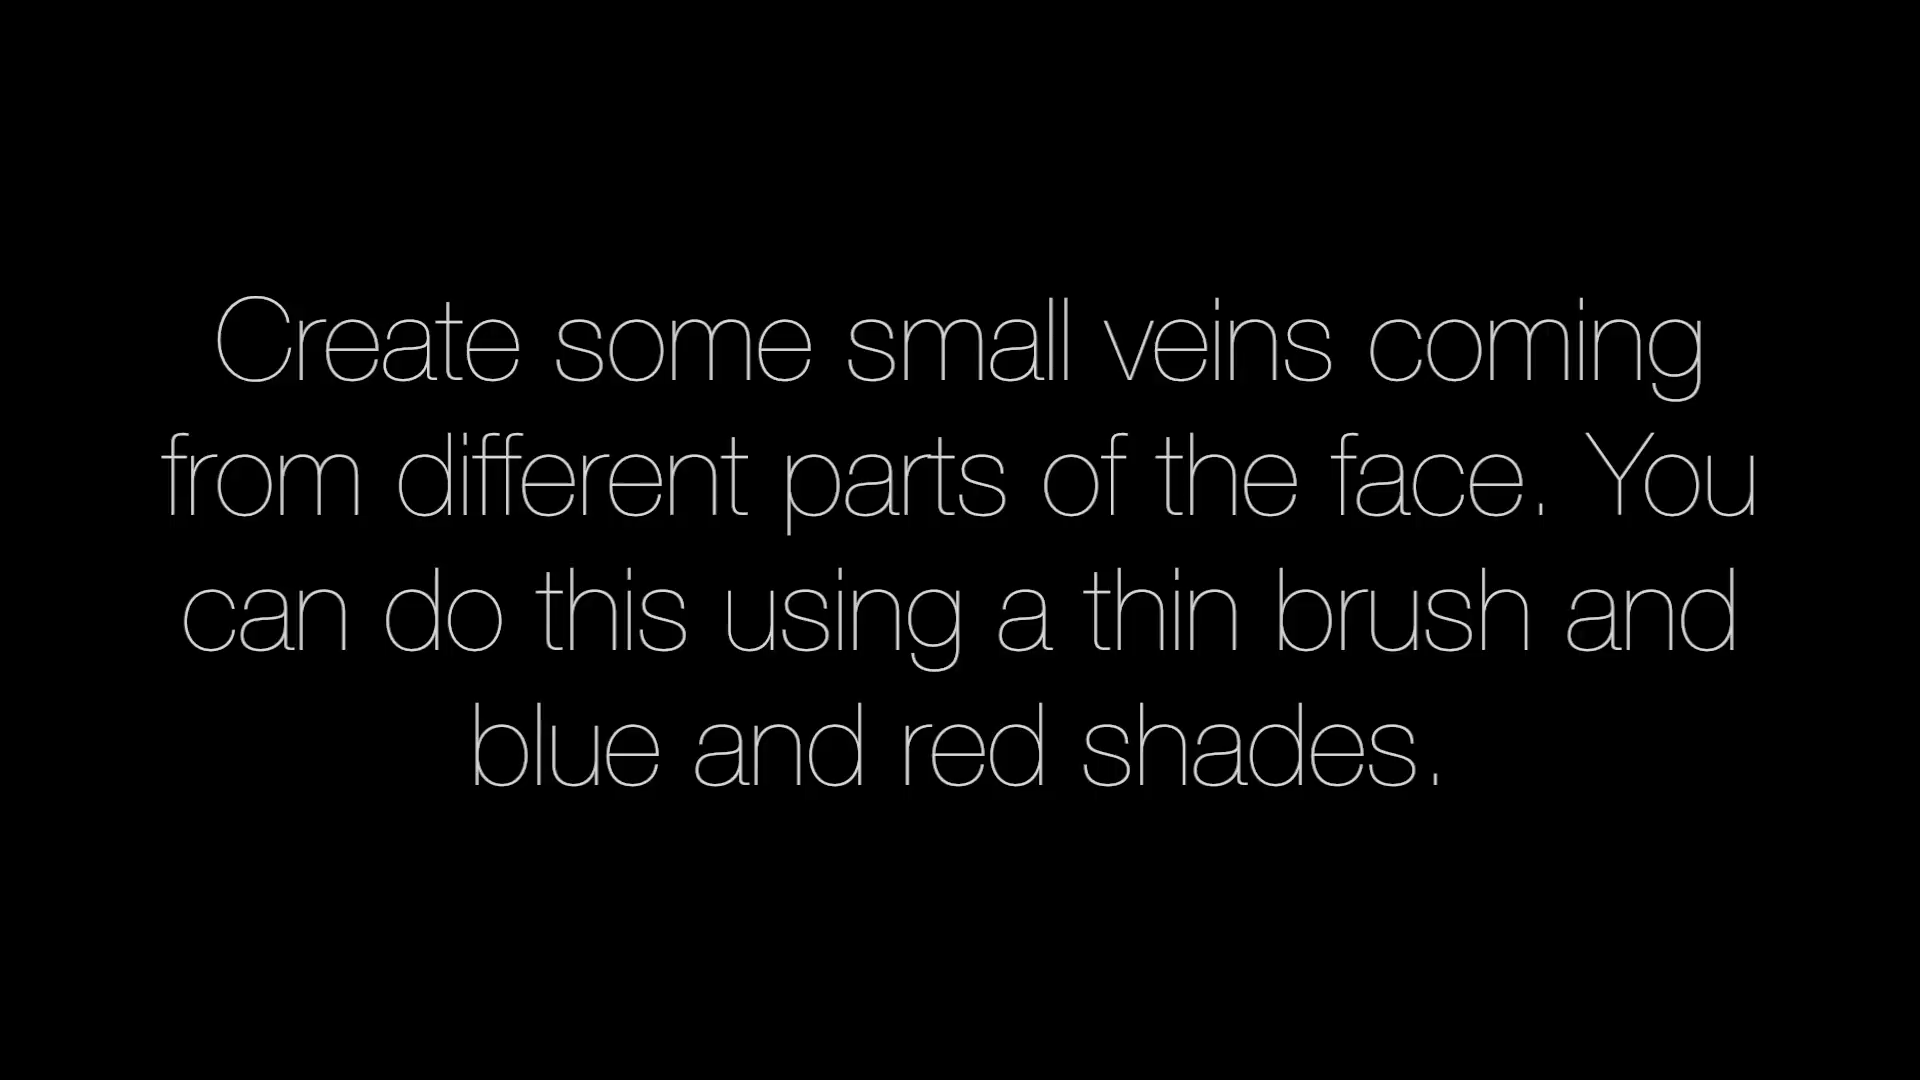 Create some small veins coming
from different parts of the face. You
can do this using a thin brush and
blue and red shades.